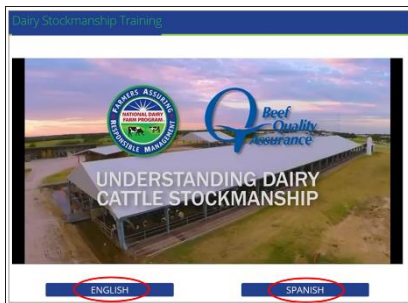 Dairy Stockmanship Training
FARMERS ASSURING
NATIONAL DAIRY
FARM PROGRAM
RESPONSIBLE MANAGEMENT
Beef
Quality
Assurance
UNDERSTANDING DAIRY
CATTLE STOCKMANSHIP
ENGLISH
SPANISH